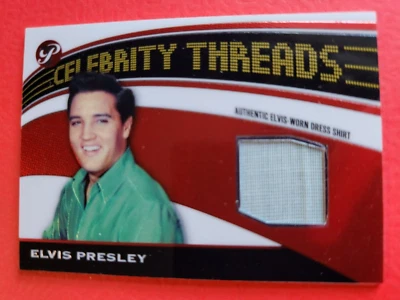 P
CELEBRITY THREADS
AUTHENTIC ELVIS-WORN DRESS SHIRT
ELVIS PRESLEY